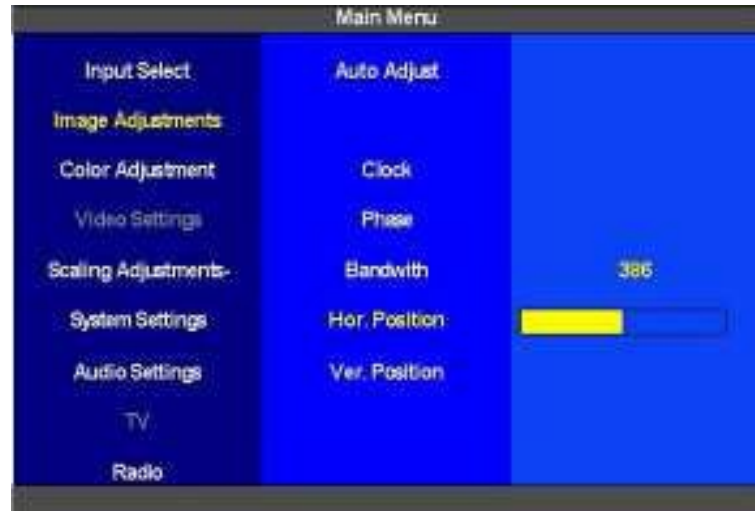 Main Menu
Input Select
Image Adjustments
Color Adjustment
Video Settings
Scaling Adjustments-
System Settings
Audio Settings
TV
Radio
Auto Adjust
Clock
Phase
Bandwith
Hor. Position
Ver. Position
386